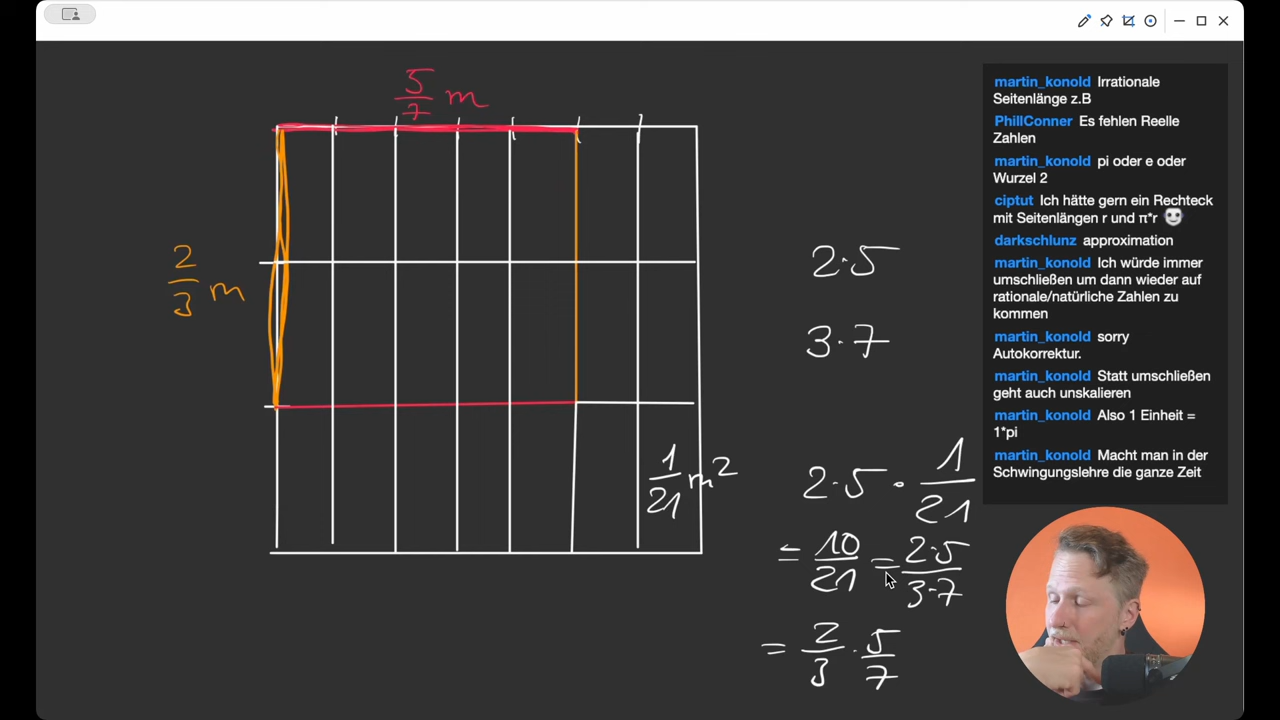 5/7 m
2/3 m
1/21 m²
2·5
3·7
2·5 · 1/21
= 10/21 = 2·5/3·7
= 2/3 · 5/7
martin_konold Irrationale
Seitenlänge z.B
PhillConner Es fehlen Reelle
Zahlen
martin_konold pi oder e oder
Wurzel 2
ciptut Ich hätte gern ein Rechteck
mit Seitenlängen r und π*r
darkschlunz approximation
martin_konold Ich würde immer
umschließen um dann wieder auf
rationale/natürliche Zahlen zu
kommen
martin_konold sorry
Autokorrektur.
martin_konold Statt umschließen
geht auch unskalieren
martin_konold Also 1 Einheit =
1*pi
martin_konold Macht man in der
Schwingungslehre die ganze Zeit